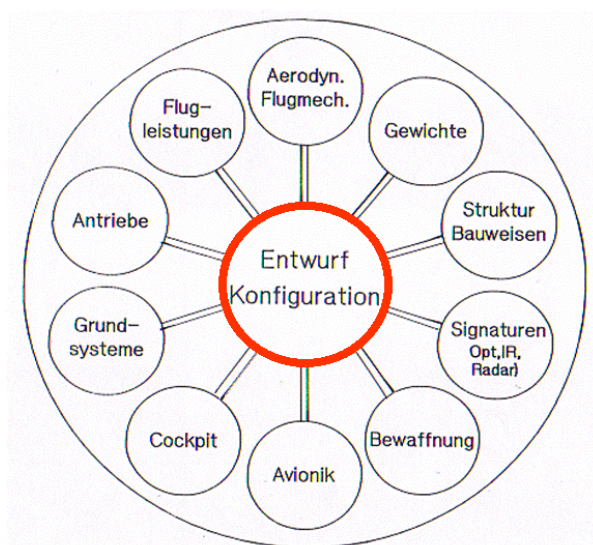 Aerodyn.
Flugmech.
Gewichte
Struktur
Bauweisen
Signaturen
Opt,IR,
Radar)
Bewaffnung
Avionik
Cockpit
Grund-
systeme
Antriebe
Flug-
leistungen
Entwurf
Konfiguration